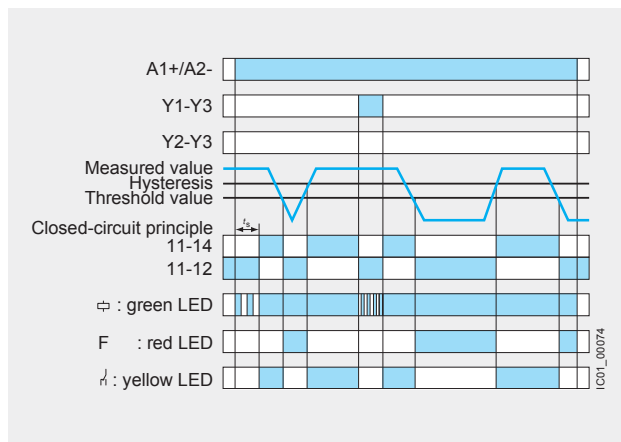 A1+/A2-
Y1-Y3
Y2-Y3
Measured value
Hysteresis
Threshold value
Closed-circuit principle
ts
11-14
11-12
: green LED
F : red LED
: yellow LED
IC01_00074